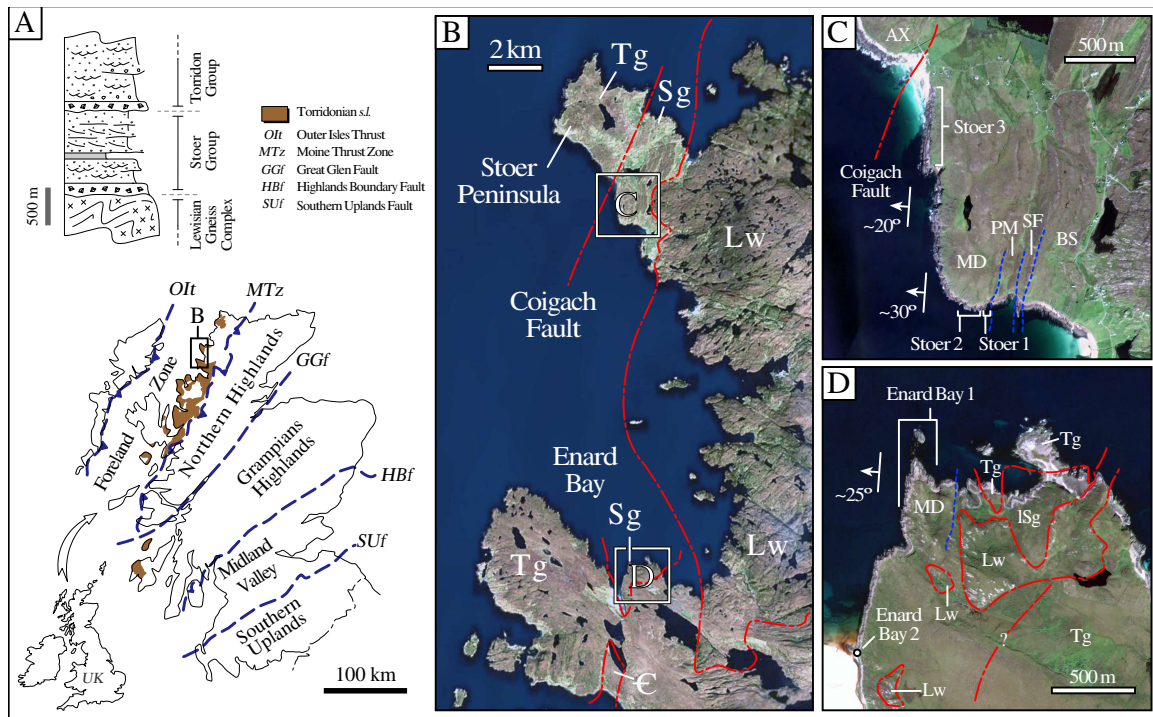 A
Torridon
Group
Stoer
Group
Lewisian
Gneiss
Complex
500 m
Torridonian s.l.
OIt Outer Isles Thrust
MTz Moine Thrust Zone
GGf Great Glen Fault
HBf Highlands Boundary Fault
SUf Southern Uplands Fault
OIt
MTz
B
GGf
Foreland
Zone
Northern Highlands
Grampians
Highlands
HBf
SUf
Midland
Valley
Southern
Uplands
UK
100 km
B
2 km
Tg
Sg
Stoer
Peninsula
C
Lw
Coigach
Fault
Enard
Bay
Sg
Tg
D
Lw
Є
C
AX
500 m
Stoer 3
Coigach
Fault
~20º
PM
SF
BS
MD
~30º
Stoer 2
Stoer 1
D
Enard Bay 1
Tg
Tg
~25º
MD
lSg
Lw
Lw
Enard
Bay 2
?
Tg
Lw
500 m